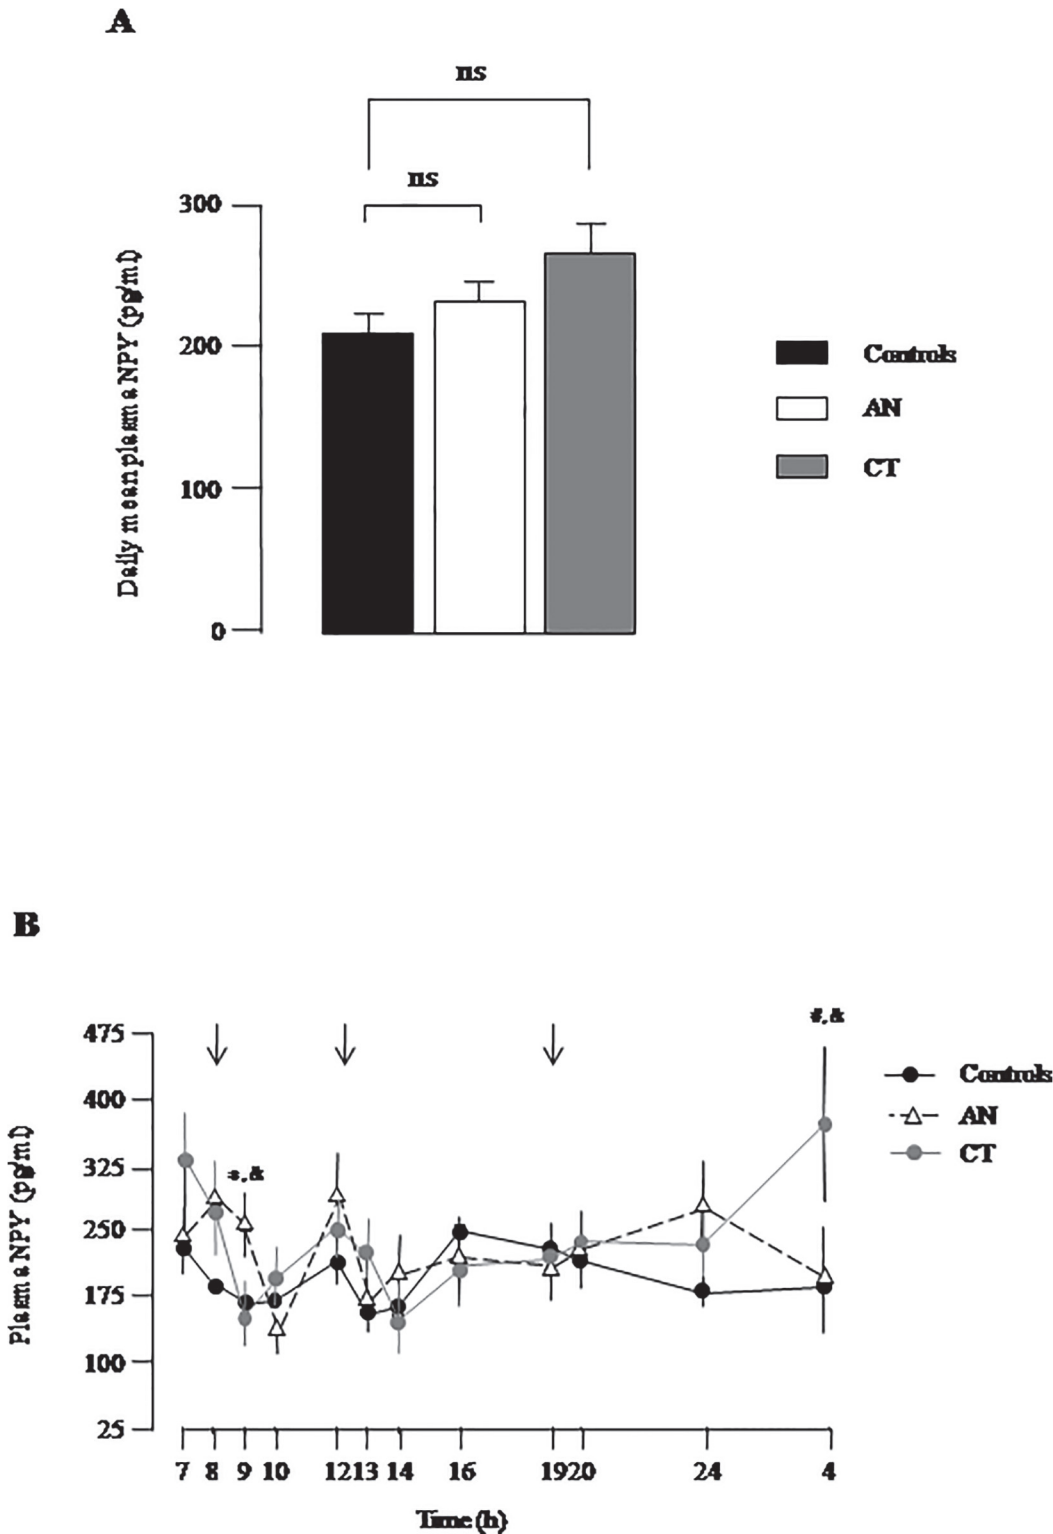 A
ns
ns
300
200
100
0
Daily mean plasma NPY (pg/ml)
Controls
AN
CT
B
475
400
325
250
175
100
25
Plasma NPY (pg/ml)
*,&
#,&
Controls
AN
CT
7 8 9 10 12 13 14 16 19 20 24 4
Time (h)